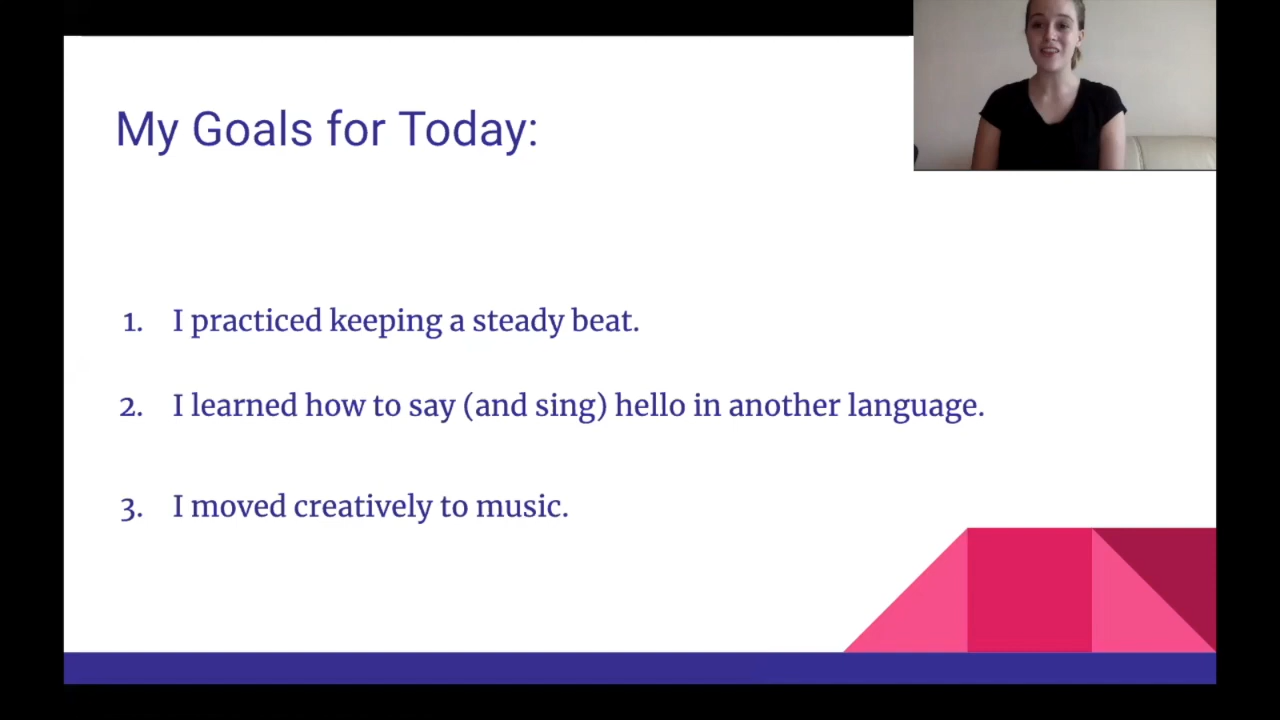 My Goals for Today:
1. I practiced keeping a steady beat.
2. I learned how to say (and sing) hello in another language.
3. I moved creatively to music.